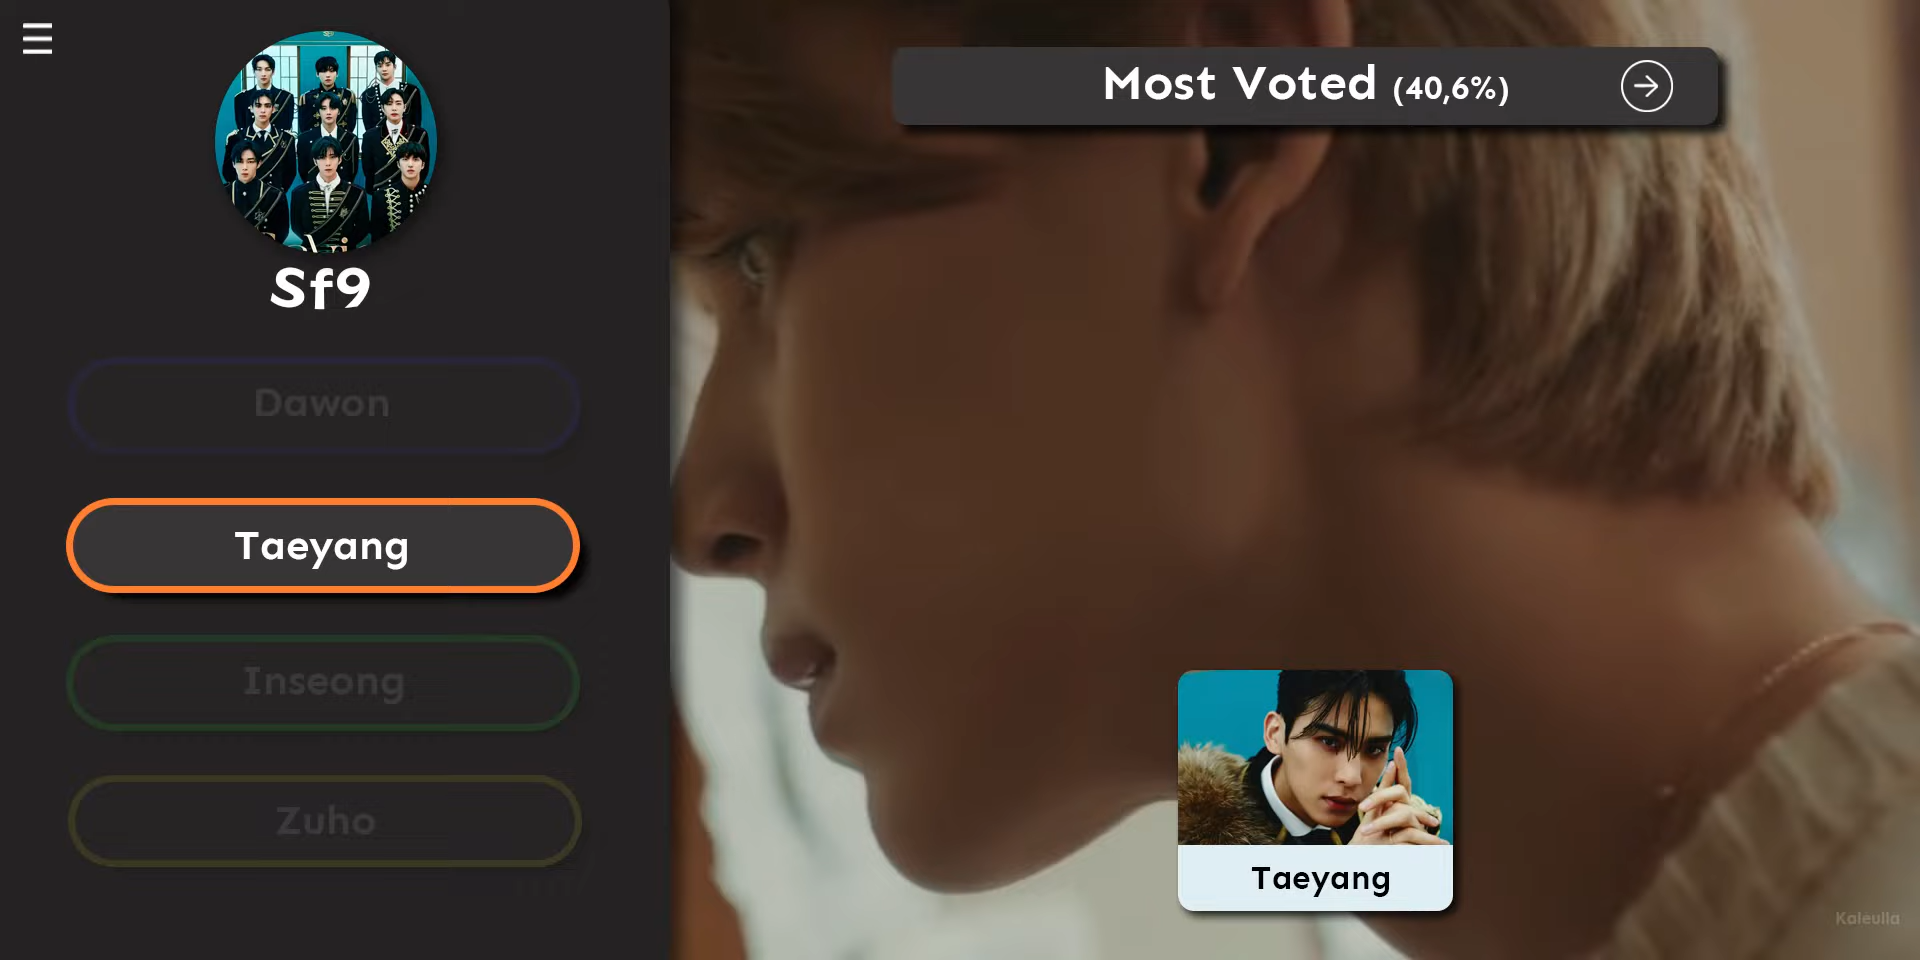 Most Voted (40,6%)
Sf9
Dawon
Taeyang
Inseong
Zuho
Taeyang
Kaleulla